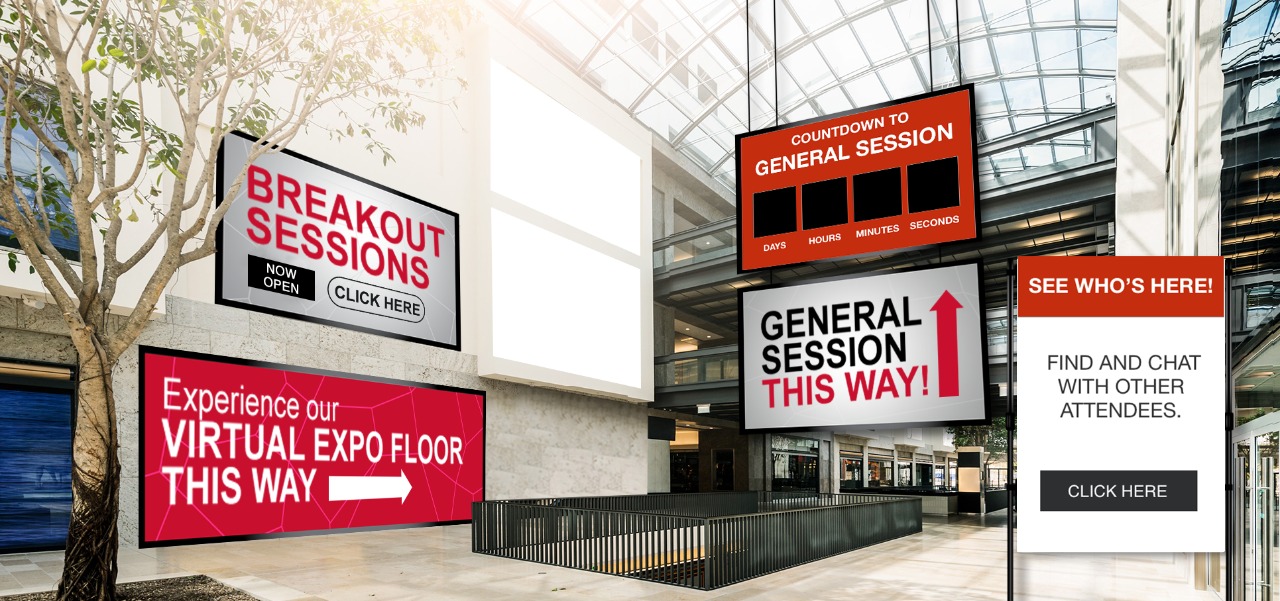 BREAKOUT
SESSIONS
NOW
OPEN
CLICK HERE
Experience our
VIRTUAL EXPO FLOOR
THIS WAY
COUNTDOWN TO
GENERAL SESSION
DAYS HOURS MINUTES SECONDS
GENERAL
SESSION
THIS WAY!
SEE WHO'S HERE!
FIND AND CHAT
WITH OTHER
ATTENDEES.
CLICK HERE